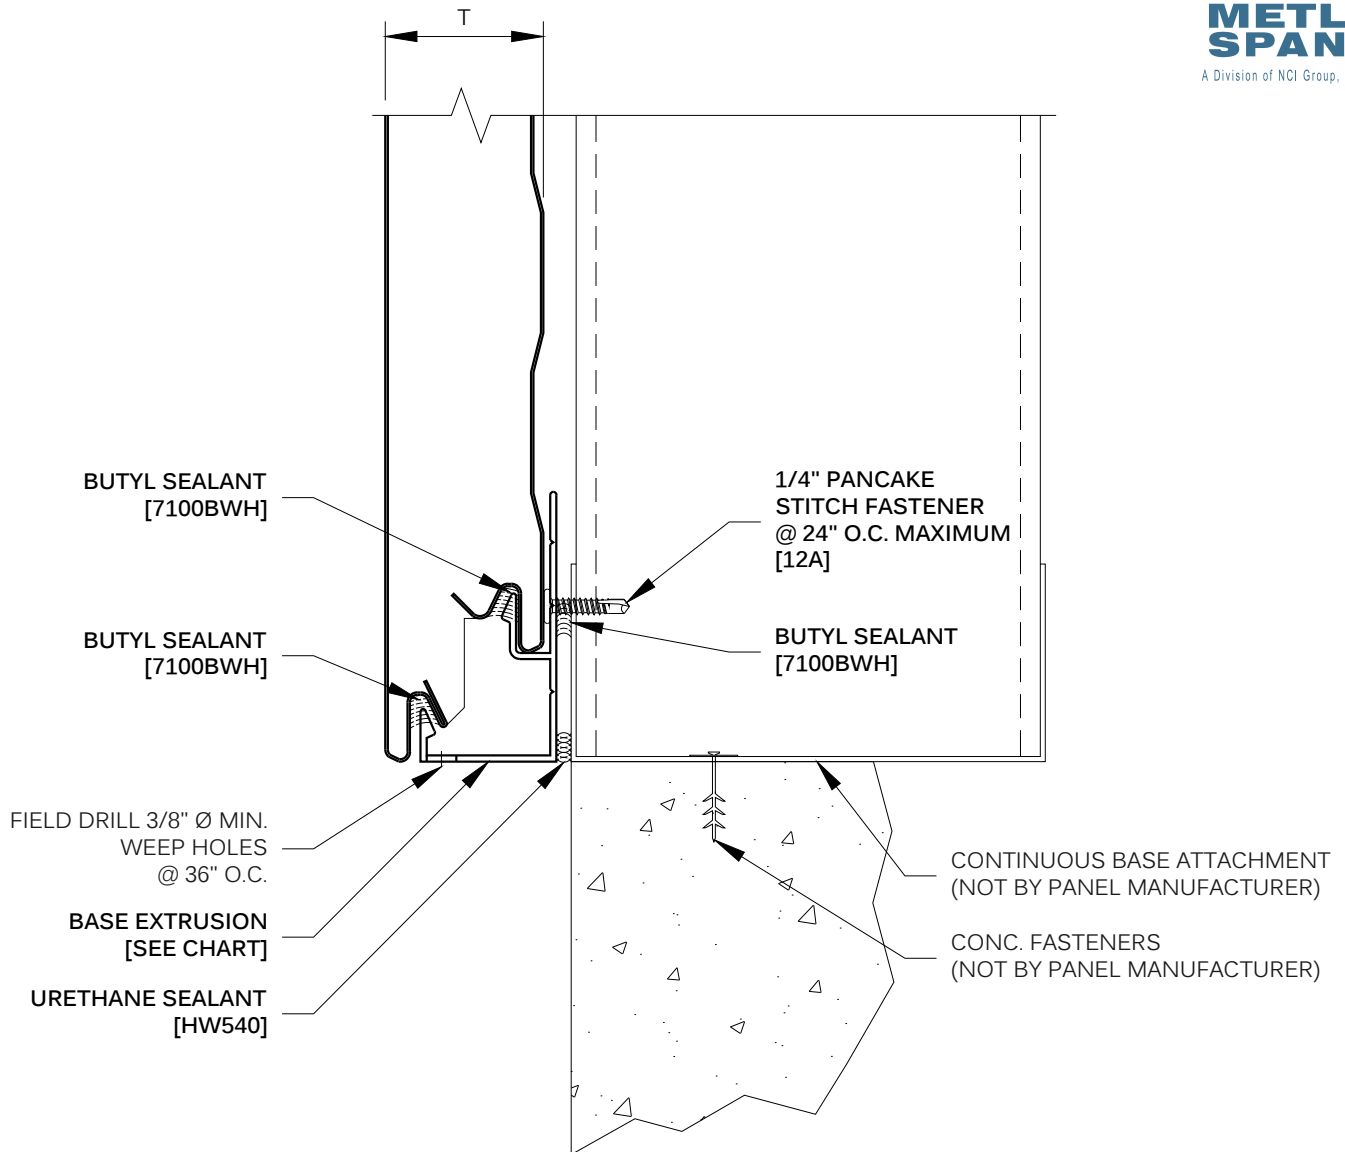 T
METL
SPAN
A Division of NCI Group,
BUTYL SEALANT
[7100BWH]
1/4" PANCAKE
STITCH FASTENER
@ 24" O.C. MAXIMUM
[12A]
BUTYL SEALANT
[7100BWH]
BUTYL SEALANT
[7100BWH]
FIELD DRILL 3/8" Ø MIN.
WEEP HOLES
@ 36" O.C.
BASE EXTRUSION
[SEE CHART]
URETHANE SEALANT
[HW540]
CONTINUOUS BASE ATTACHMENT
(NOT BY PANEL MANUFACTURER)
CONC. FASTENERS
(NOT BY PANEL MANUFACTURER)